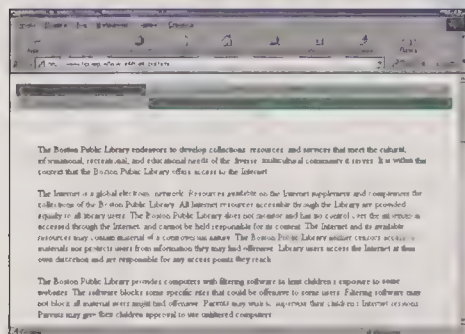 The Boston Public Library endeavors to develop collections, resources, and services that meet the cultural,
informational, recreational, and educational needs of the diverse, multicultural community it serves. It is within this
context that the Boston Public Library offers access to the Internet.
The Internet is a global electronic network. Resources available on the Internet supplement and complement the
collections of the Boston Public Library. All Internet resources accessible through the Library are provided
equally to all library users. The Boston Public Library does not monitor and has no control over the
accessed through the Internet, and cannot be held responsible for its content. The Internet and its available
resources may contain material of a controversial nature. The Boston Public Library neither censors access to
materials nor protects users from information they may find offensive. Library users access the Internet at their
own discretion and are responsible for any access points they reach.
The Boston Public Library provides computers with filtering software to limit children's exposure to some
websites. The software blocks some specific sites that could be offensive to some users. Filtering software may
not block all material users might find offensive. Parents may wish to supervise their children's Internet sessions.
Parents may give their children approval to use unfiltered computers.